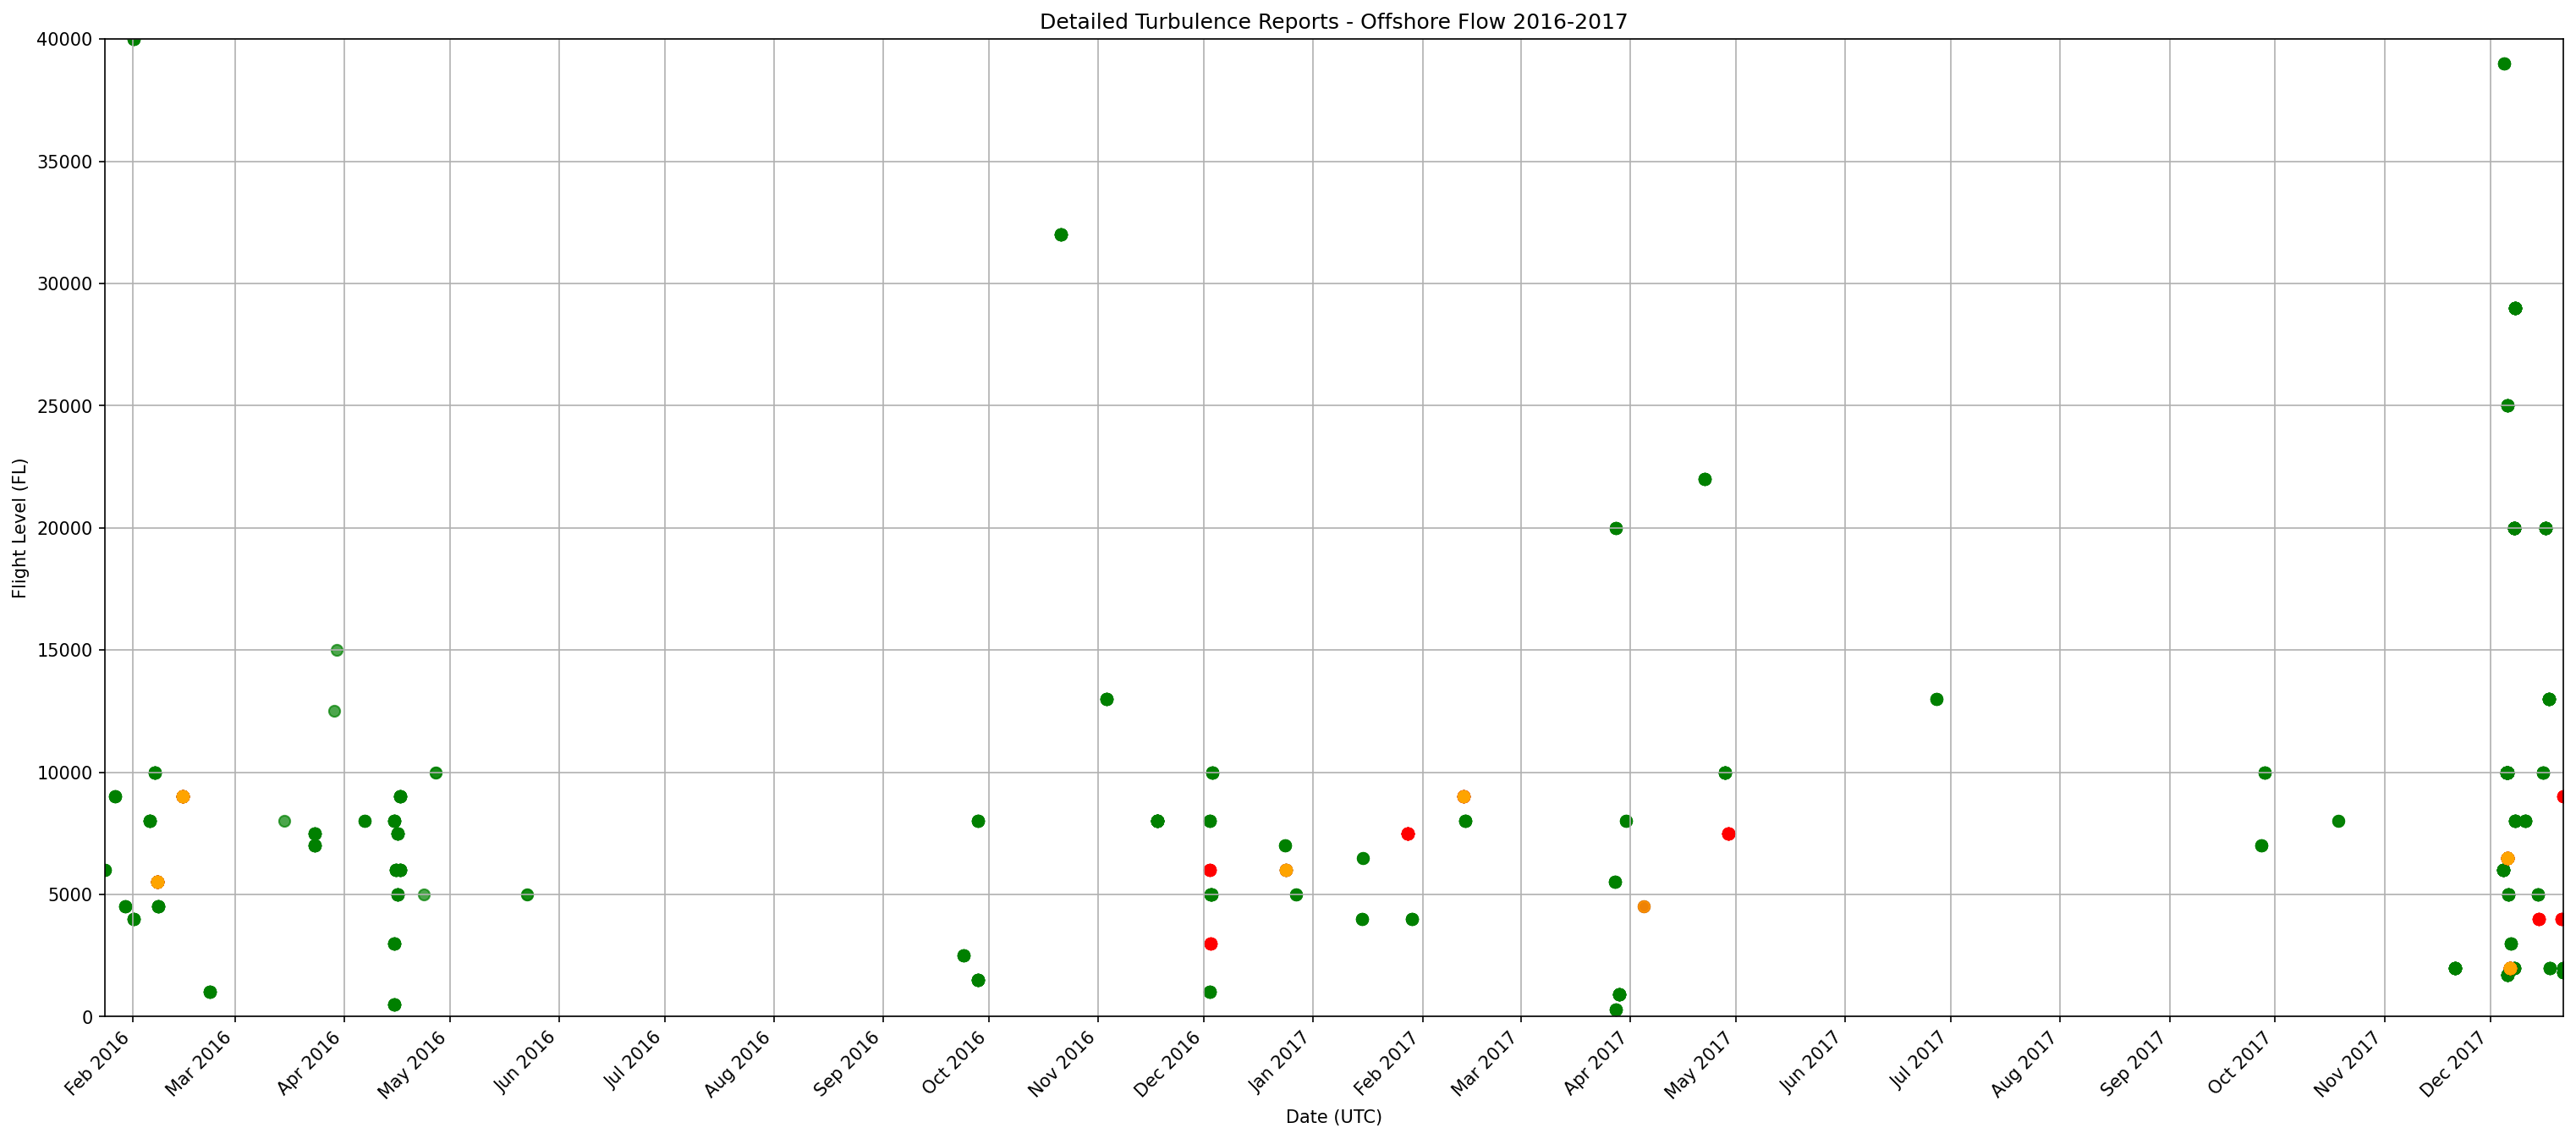 Detailed Turbulence Reports - Offshore Flow 2016-2017
40000
35000
30000
25000
20000
15000
10000
5000
0
Flight Level (FL)
Feb 2016
Mar 2016
Apr 2016
May 2016
Jun 2016
Jul 2016
Aug 2016
Sep 2016
Oct 2016
Nov 2016
Dec 2016
Jan 2017
Feb 2017
Mar 2017
Apr 2017
May 2017
Jun 2017
Jul 2017
Aug 2017
Sep 2017
Oct 2017
Nov 2017
Dec 2017
Date (UTC)